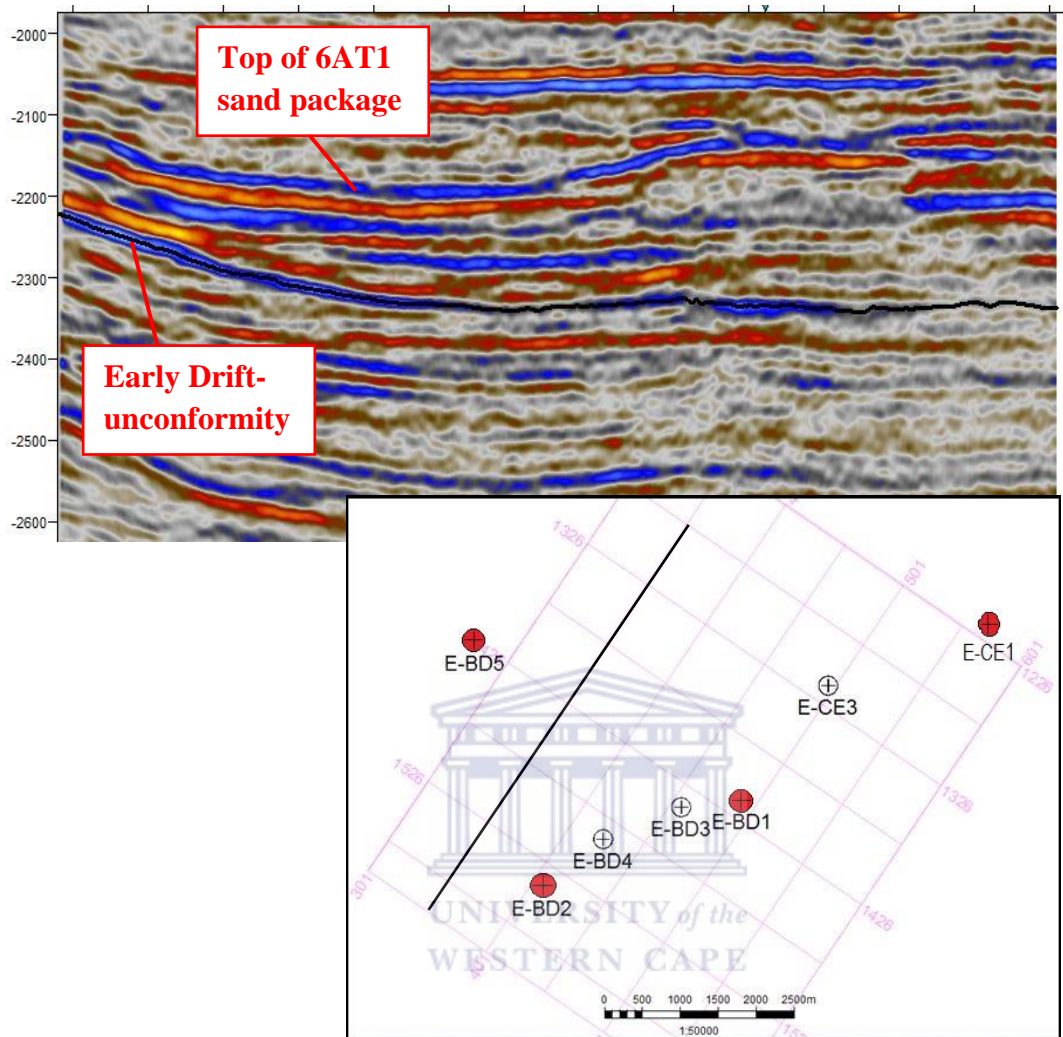 -2000
-2100
-2200
-2300
-2400
-2500
-2600
Top of 6AT1
sand package
Early Drift-
unconformity
1326
501
601
1226
E-CE1
E-BD5
E-CE3
1526
1326
E-BD3
E-BD1
E-BD4
E-BD2
301
1426
UNIVERSITY of the
WESTERN CAPE
0 500 1000 1500 2000 2500m
1:50000